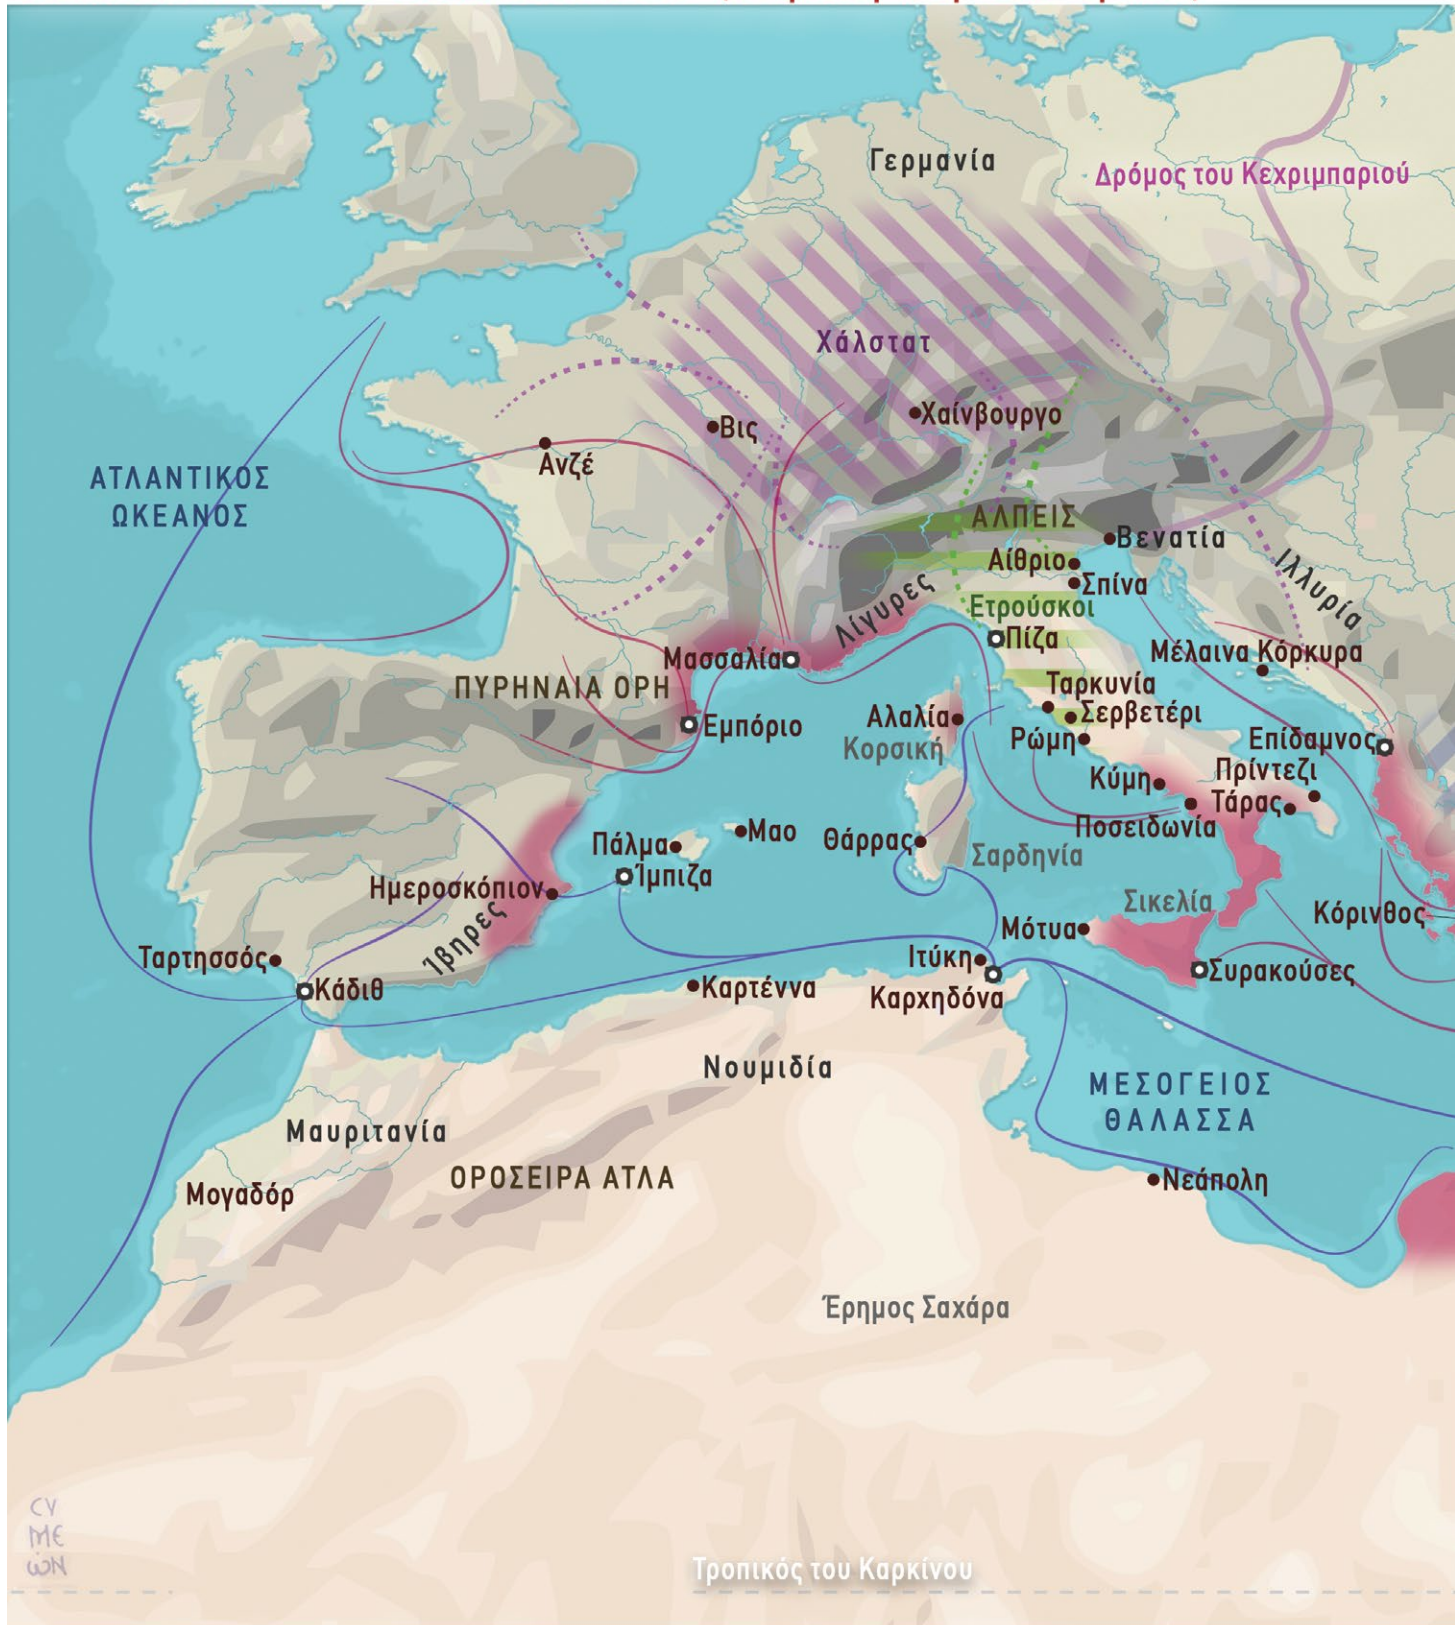 Γερμανία
Δρόμος του Κεχριμπαριού
Χάλστατ
Χαίνβουργο
Βις
Ανζέ
ΑΤΛΑΝΤΙΚΟΣ
ΩΚΕΑΝΟΣ
ΑΛΠΕΙΣ
Βενατία
Αίθριο
Σπίνα
Ιλλυρία
Λίγυρες
Ετρούσκοι
Πίζα
Μασσαλία
Μέλαινα Κόρκυρα
ΠΥΡΗΝΑΙΑ ΟΡΗ
Ταρκυνία
Αλαλία
Σερβετέρι
Εμπόριο
Κορσική
Ρώμη
Επίδαμνος
Πρίντεζι
Κύμη
Τάρας
Ποσειδωνία
Μαο
Πάλμα
Θάρρας
Σαρδηνία
Ίμπιζα
Ημεροσκόπιον
Σικελία
Κόρινθος
Ίβηρες
Μότυα
Ταρτησσός
Ιτύκη
Συρακούσες
Κάδιθ
Καρτέννα
Καρχηδόνα
Νουμιδία
ΜΕΣΟΓΕΙΟΣ
ΘΑΛΑΣΣΑ
Μαυριτανία
ΟΡΟΣΕΙΡΑ ΑΤΛΑ
Νεάπολη
Μογαδόρ
Έρημος Σαχάρα
CY
ΜΕ
ώΝ
Τροπικός του Καρκίνου